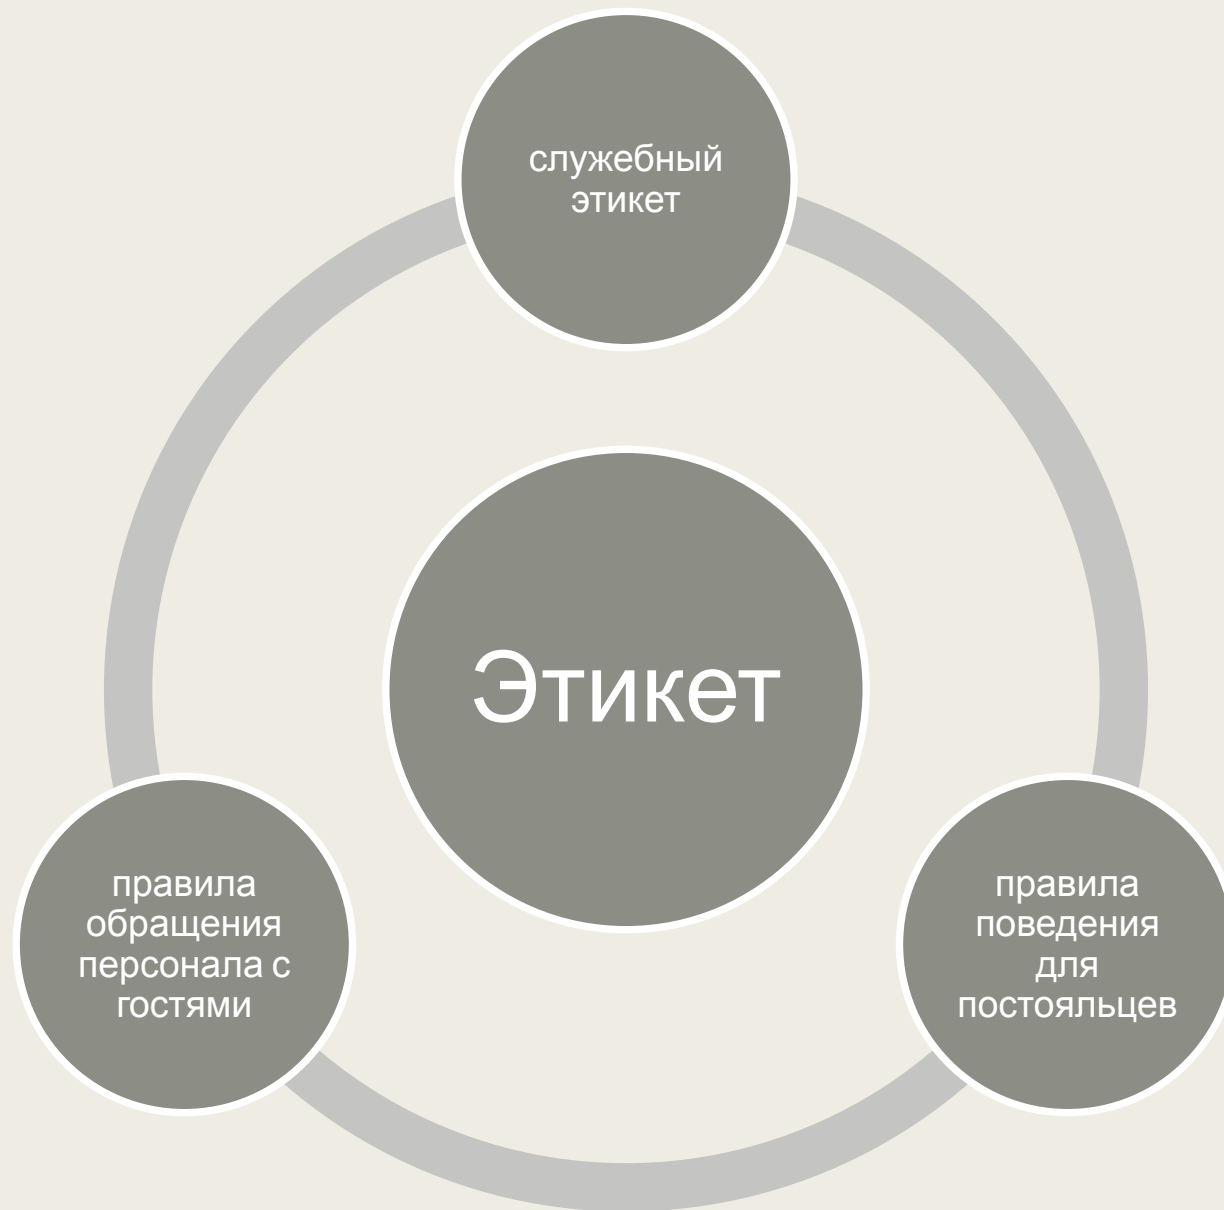 служебный
этикет
Этикет
правила
обращения
персонала с
гостями
правила
поведения
для
постояльцев